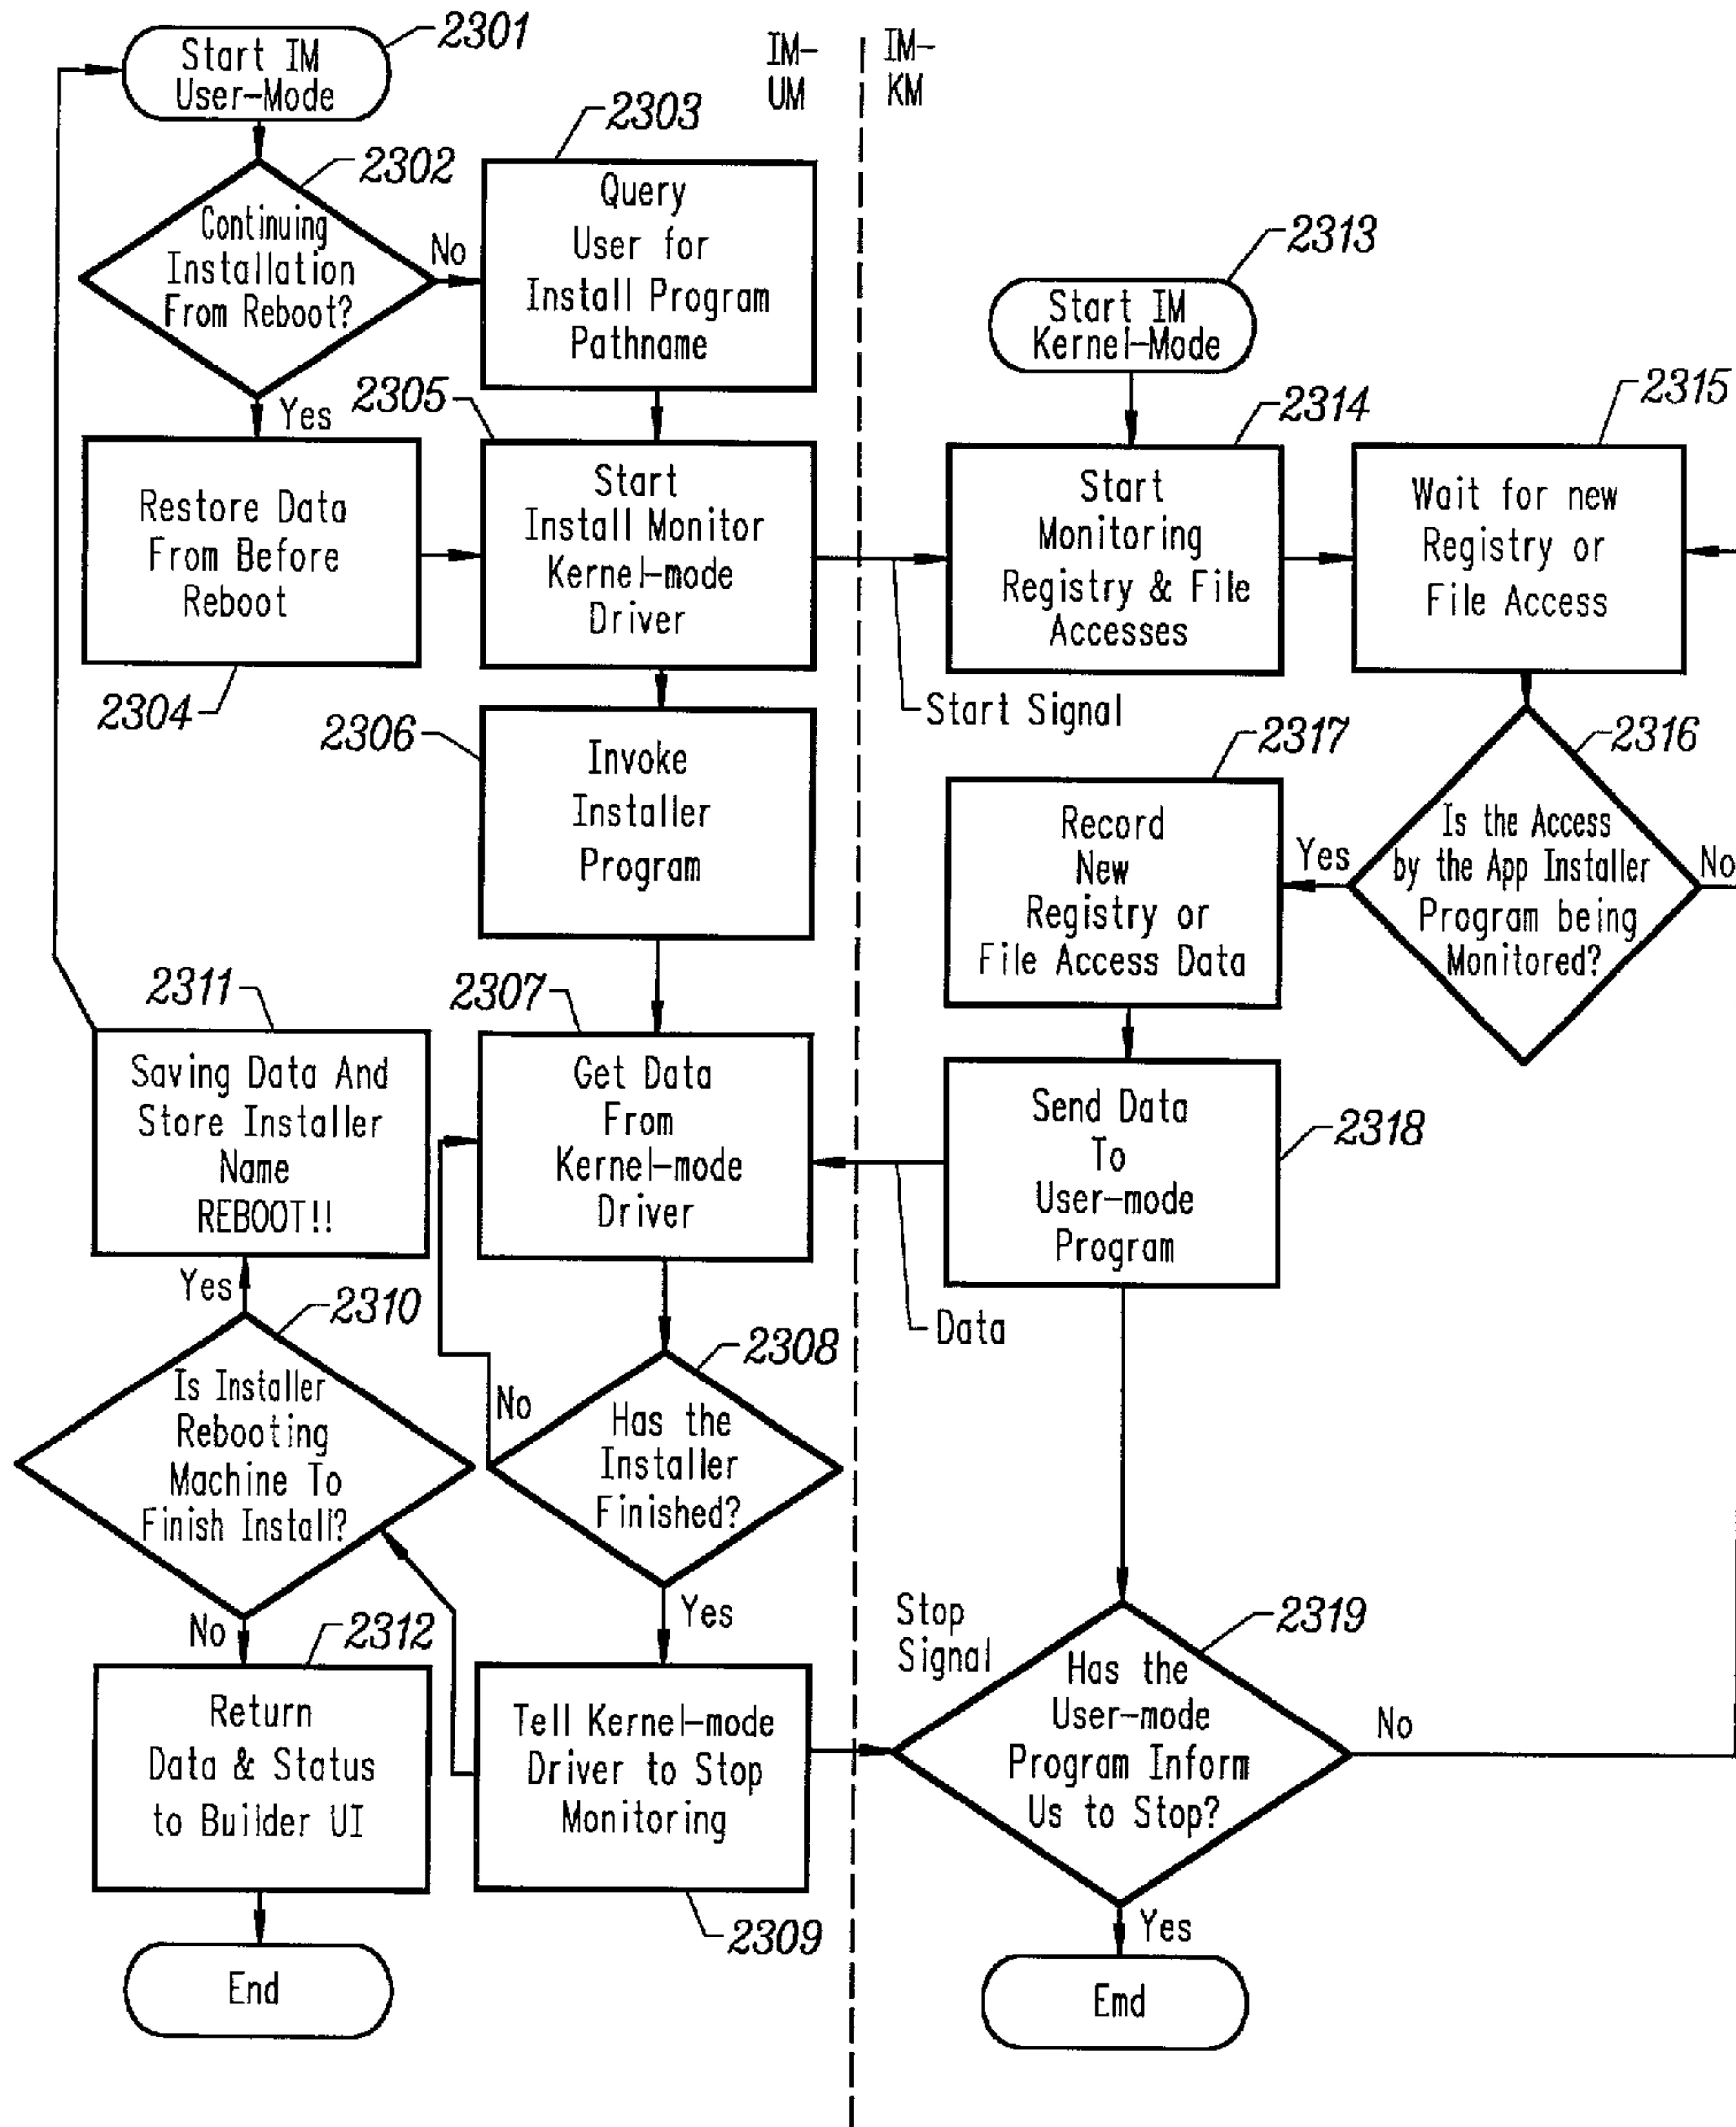 Start IM
User-Mode
2301
IM-
UM
IM-
KM
2302
Continuing
Installation
From Reboot?
No
Yes
2303
Query
User for
Install Program
Pathname
2304
Restore Data
From Before
Reboot
2305
Start
Install Monitor
Kernel-mode
Driver
Start Signal
2306
Invoke
Installer
Program
2307
Get Data
From
Kernel-mode
Driver
2308
Has the
Installer
Finished?
No
Yes
2309
Tell Kernel-mode
Driver to Stop
Monitoring
2310
Is Installer
Rebooting
Machine To
Finish Install?
Yes
No
2311
Saving Data And
Store Installer
Name
REBOOT!!
2312
Return
Data & Status
to Builder UI
End
2313
Start IM
Kernel-Mode
2314
Start
Monitoring
Registry & File
Accesses
2315
Wait for new
Registry or
File Access
2316
Is the Access
by the App Installer
Program being
Monitored?
Yes
No
2317
Record
New
Registry or
File Access Data
2318
Send Data
To
User-mode
Program
Data
Stop
Signal
2319
Has the
User-mode
Program Inform
Us to Stop?
No
Yes
Emd